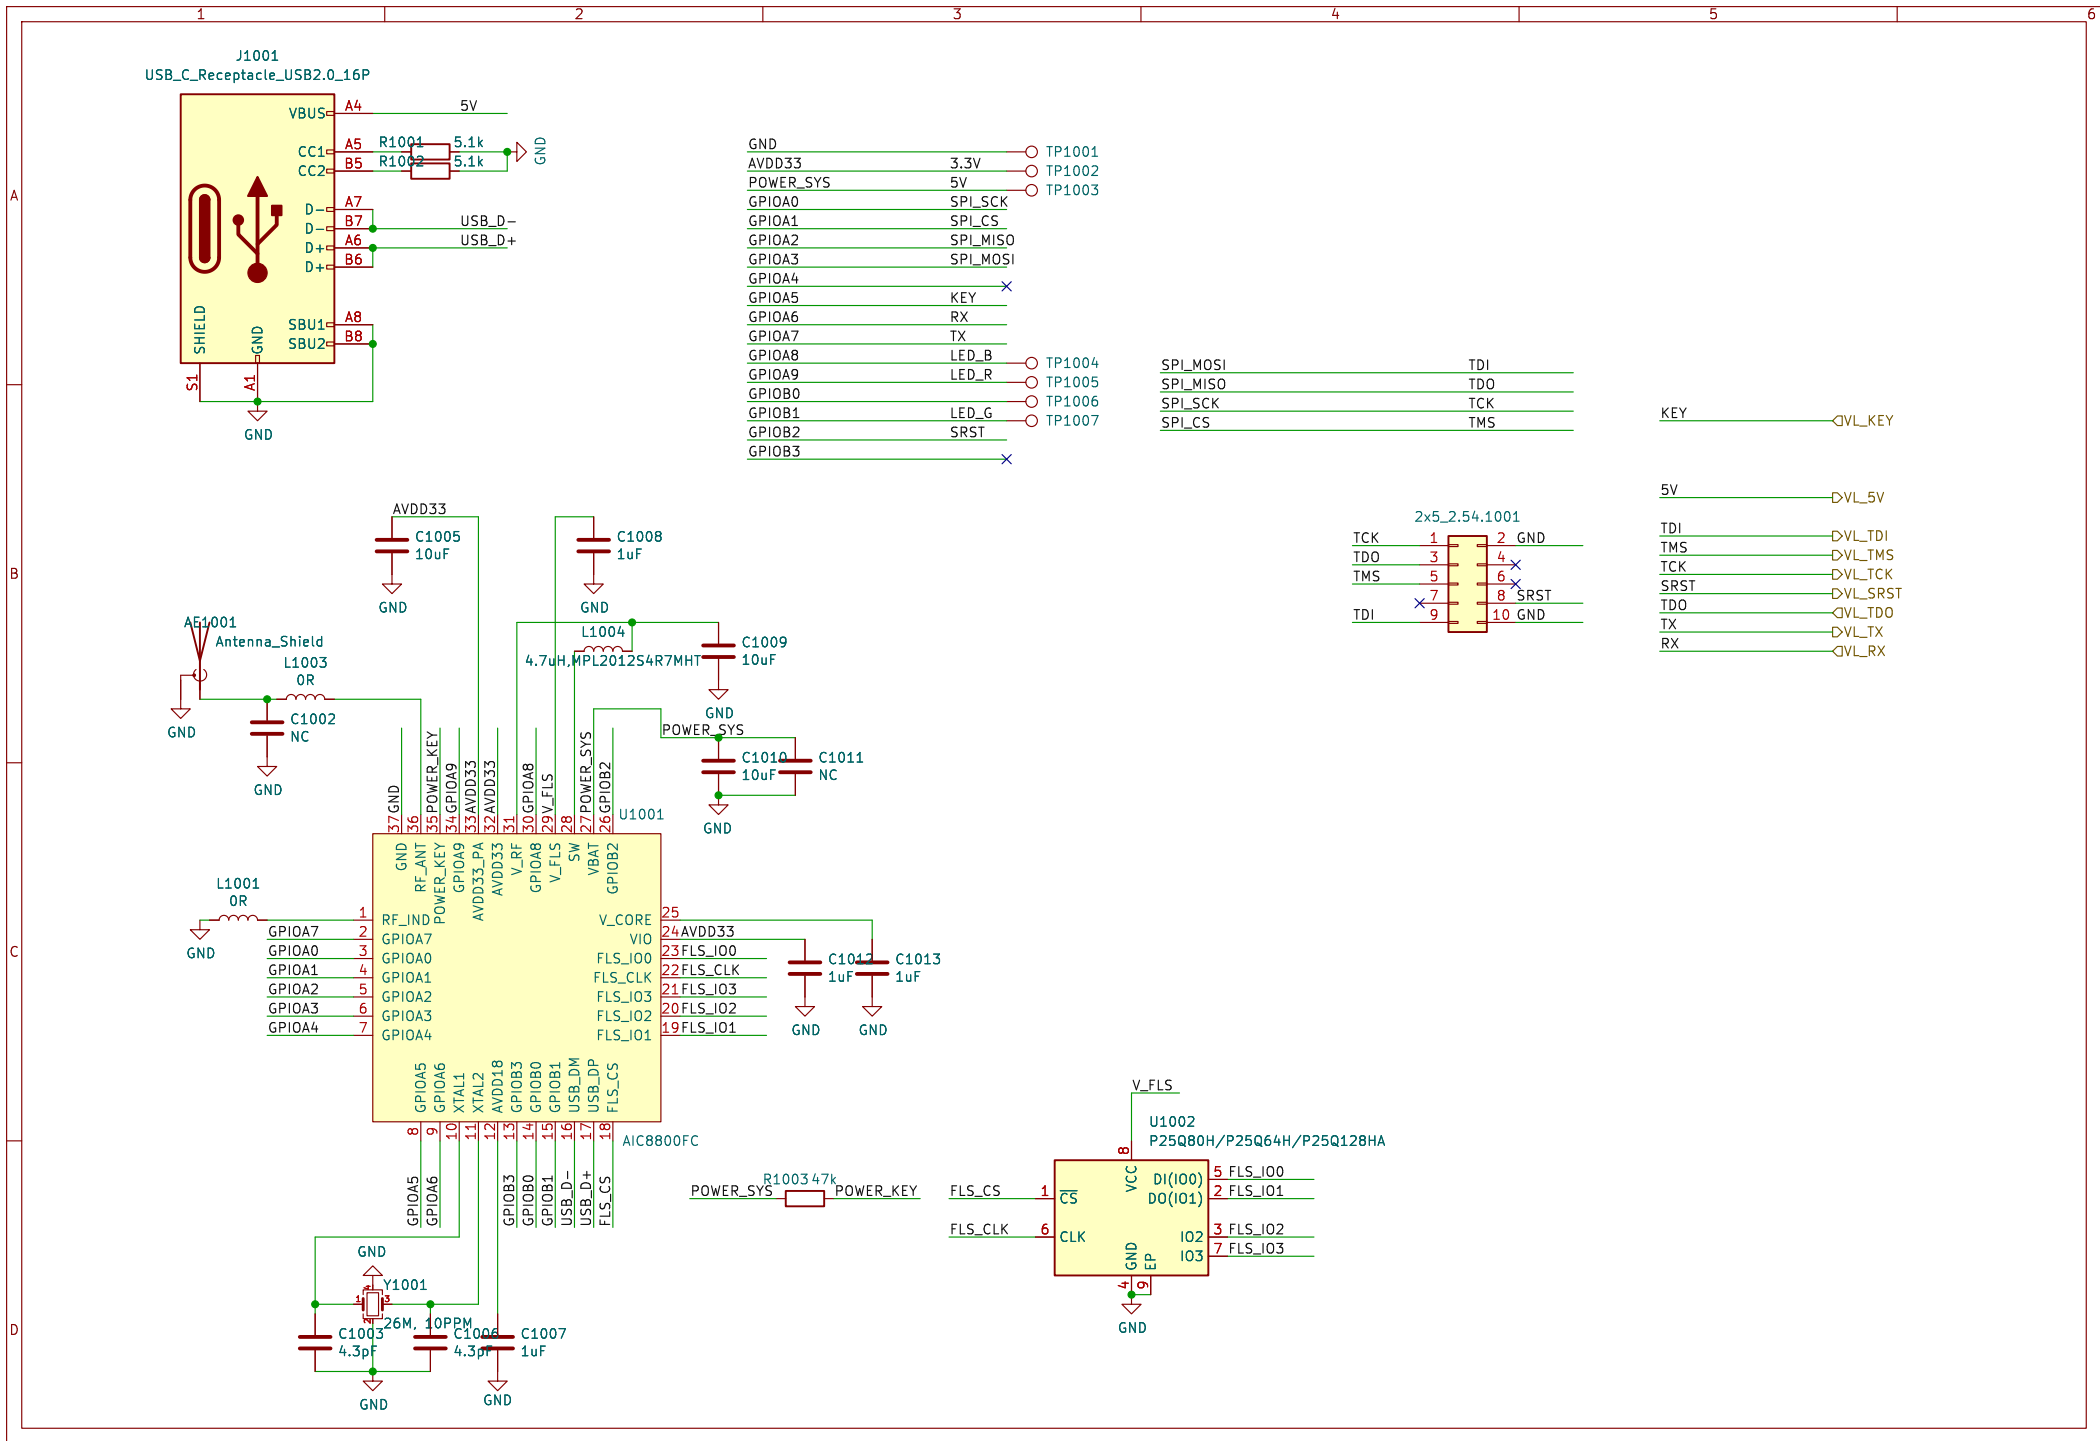 1 2 3 4 5 6
A
B
C
D
A
B
C
D
J1001
USB_C_Receptacle_USB2.0_16P
VBUS A4 5V
CC1 A5 R1001 5.1k
CC2 B5 R1002 5.1k
GND
D- A7
D- B7 USB_D-
D+ A6 USB_D+
D+ B6
SBU1 A8
SBU2 B8
SHIELD
GND
S1
A1
GND
GND TP1001
AVDD33 3.3V TP1002
POWER_SYS 5V TP1003
GPIOA0 SPI_SCK
GPIOA1 SPI_CS
GPIOA2 SPI_MISO
GPIOA3 SPI_MOSI
GPIOA4
GPIOA5 KEY
GPIOA6 RX
GPIOA7 TX
GPIOA8 LED_B TP1004
GPIOA9 LED_R TP1005
GPIOB0 TP1006
GPIOB1 LED_G TP1007
GPIOB2 SRST
GPIOB3
SPI_MOSI TDI
SPI_MISO TDO
SPI_SCK TCK
SPI_CS TMS
KEY VL_KEY
5V VL_5V
TDI VL_TDI
TMS VL_TMS
TCK VL_TCK
SRST VL_SRST
TDO VL_TDO
TX VL_TX
RX VL_RX
2x5_2.54.1001
TCK 1 2 GND
TDO 3 4
TMS 5 6
7 8 SRST
TDI 9 10 GND
AVDD33
C1005
10uF
GND
C1008
1uF
GND
AE1001
Antenna_Shield
GND
L1003
0R
C1002
NC
GND
L1004
4.7uH,MPL2012S4R7MHT
C1009
10uF
GND
POWER_SYS
C1010
10uF
C1011
NC
GND
U1001
37 GND
36
35 POWER_KEY
34 GPIOA9
33 AVDD33
32 AVDD33
31
30 GPIOA8
29 V_FLS
28
27 POWER_SYS
26 GPIOB2
GND
RF_ANT
POWER_KEY
GPIOA9
AVDD33_PA
AVDD33
V_RF
GPIOA8
V_FLS
SW
VBAT
GPIOB2
L1001
0R
GND
1 RF_IND
GPIOA7 2 GPIOA7
GPIOA0 3 GPIOA0
GPIOA1 4 GPIOA1
GPIOA2 5 GPIOA2
GPIOA3 6 GPIOA3
GPIOA4 7 GPIOA4
V_CORE 25
VIO 24 AVDD33
FLS_IO0 23 FLS_IO0
FLS_CLK 22 FLS_CLK
FLS_IO3 21 FLS_IO3
FLS_IO2 20 FLS_IO2
FLS_IO1 19 FLS_IO1
C1012
1uF
GND
C1013
1uF
GND
GPIOA5
GPIOA6
XTAL1
XTAL2
AVDD18
GPIOB3
GPIOB0
GPIOB1
USB_DM
USB_DP
FLS_CS
8 GPIOA5
9 GPIOA6
10
11
12
13 GPIOB3
14 GPIOB0
15 GPIOB1
16 USB_D-
17 USB_D+
18 FLS_CS
AIC8800FC
GND
Y1001
1 2 3 4
26M, 10PPM
C1003
4.3pF
C1006
4.3pF
C1007
1uF
GND
GND
R1003 47k
POWER_SYS POWER_KEY
V_FLS
U1002
P25Q80H/P25Q64H/P25Q128HA
8
VCC
FLS_CS 1 CS
FLS_CLK 6 CLK
DI(IO0) 5 FLS_IO0
DO(IO1) 2 FLS_IO1
IO2 3 FLS_IO2
IO3 7 FLS_IO3
GND
EP
4
9
GND